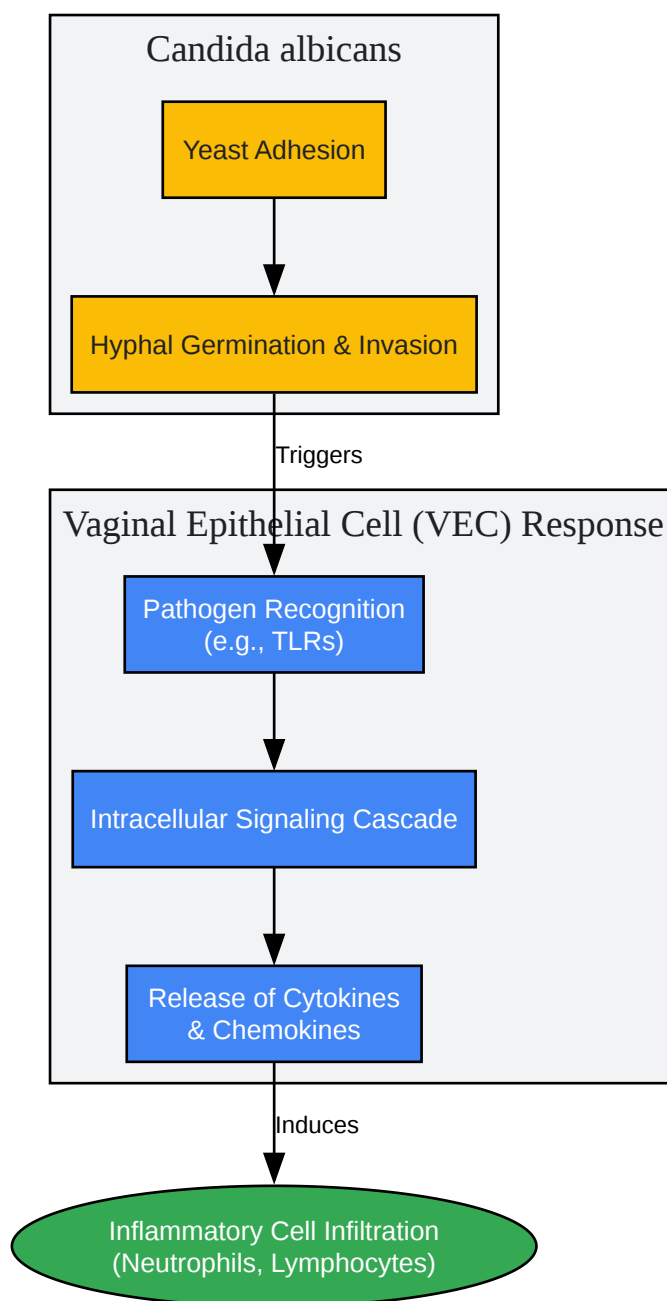 Candida albicans
Yeast Adhesion
Hyphal Germination & Invasion
Triggers
Vaginal Epithelial Cell (VEC) Response
Pathogen Recognition
(e.g., TLRs)
Intracellular Signaling Cascade
Release of Cytokines
& Chemokines
Induces
Inflammatory Cell Infiltration
(Neutrophils, Lymphocytes)